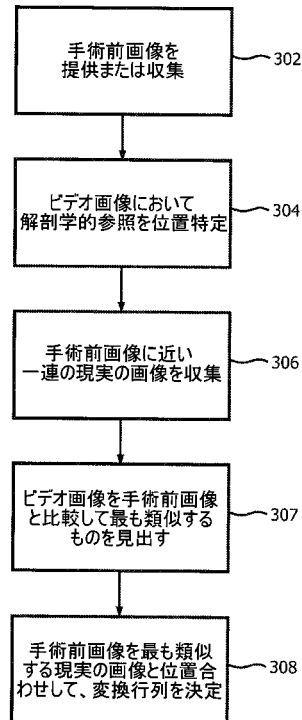 手術前画像を
提供または収集
302
ビデオ画像において
解剖学的参照を位置特定
304
手術前画像に近い
一連の現実の画像を収集
306
ビデオ画像を手術前画像
と比較して最も類似する
ものを見出す
307
手術前画像を最も類似
する現実の画像と位置合
わせして、変換行列を決定
308